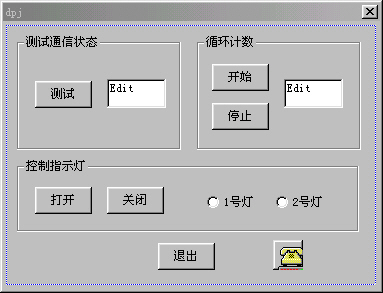 dpj
测试通信状态
测试
Edit
循环计数
开始
停止
Edit
控制指示灯
打开 关闭 1号灯 2号灯
退出